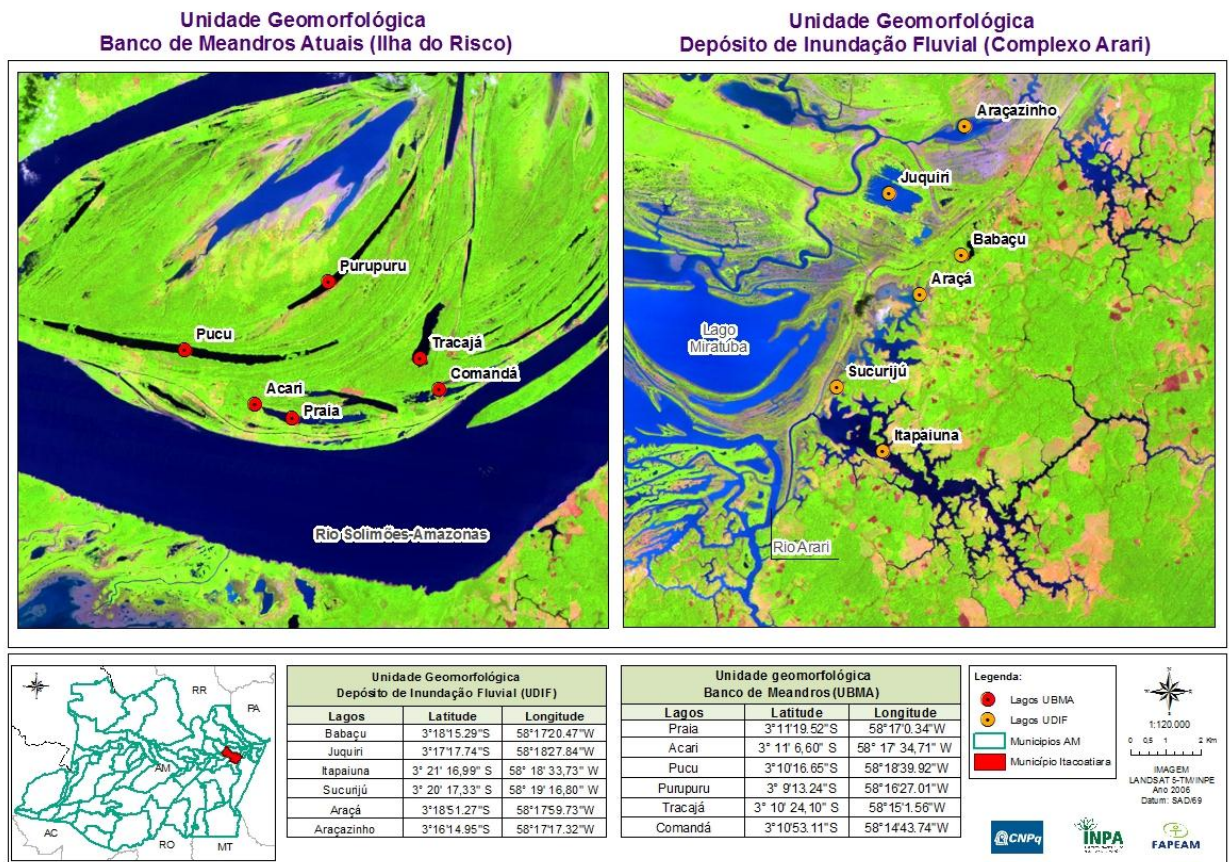 Unidade Geomorfológica
Banco de Meandros Atuais (Ilha do Risco)
Unidade Geomorfológica
Depósito de Inundação Fluvial (Complexo Arari)
Purupuru
Pucu
Tracajá
Comandá
Acari
Praia
Rio Solimões-Amazonas
Araçazinho
Juquiri
Babaçu
Araçá
Lago
Miratuba
Sucurijú
Itapaiuna
Rio Arari
RR
PA
AM
AC
RO
MT
Unidade Geomorfológica
Depósito de Inundação Fluvial (UDIF)
Lagos Latitude Longitude
Babaçu 3°18'15.29"S 58°17'20.47"W
Juquiri 3°17'17,74"S 58°18'27.84"W
Itapaiuna 3° 21' 16,99" S 58° 18' 33,73" W
Sucurijú 3° 20' 17,33" S 58° 19' 16,80" W
Araçá 3°18'51.27"S 58°17'59.73"W
Araçazinho 3°16'14.95"S 58°17'17.32"W
Unidade geomorfológica
Banco de Meandros (UBMA)
Lagos Latitude Longitude
Praia 3°11'19.52"S 58°17'0.34"W
Acari 3° 11' 6,60" S 58° 17' 34,71" W
Pucu 3°10'16.65"S 58°18'39.92"W
Purupuru 3° 9'13.24"S 58°16'27.01"W
Tracajá 3° 10' 24,10" S 58°15'1.56"W
Comandá 3°10'53.11"S 58°14'43.74"W
Legenda:
Lagos UBMA
Lagos UDIF
Municípios AM
Município Itacoatiara
1:120.000
0 0,5 1 2 Km
IMAGEM
LANDSAT 5-TM/INPE
Ano 2006
Datum: SAD/69
CNPq
INPA
FAPEAM